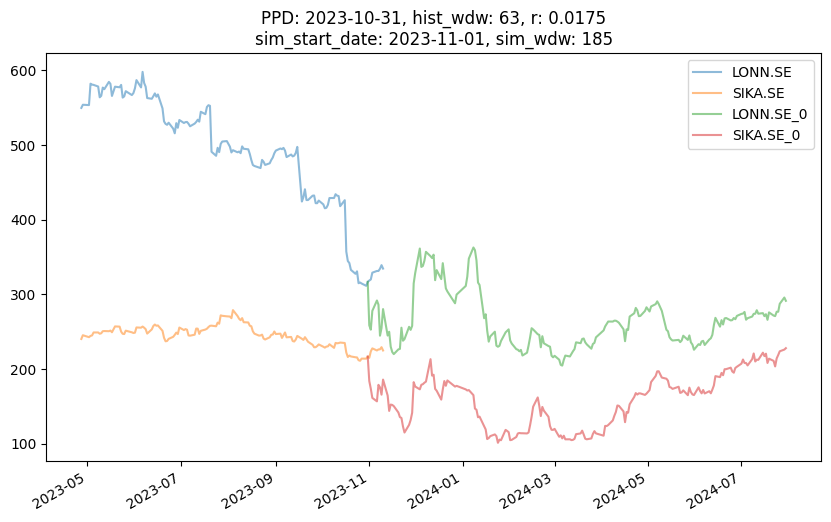 PPD: 2023-10-31, hist_wdw: 63, r: 0.0175
sim_start_date: 2023-11-01, sim_wdw: 185
LONN.SE
SIKA.SE
LONN.SE_0
SIKA.SE_0
600
500
400
300
200
100
2023-05
2023-07
2023-09
2023-11
2024-01
2024-03
2024-05
2024-07